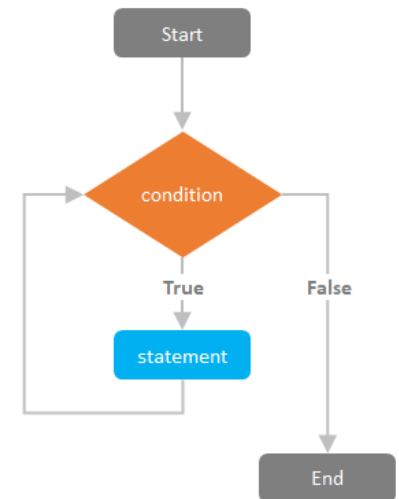 Start
condition
True
False
statement
End